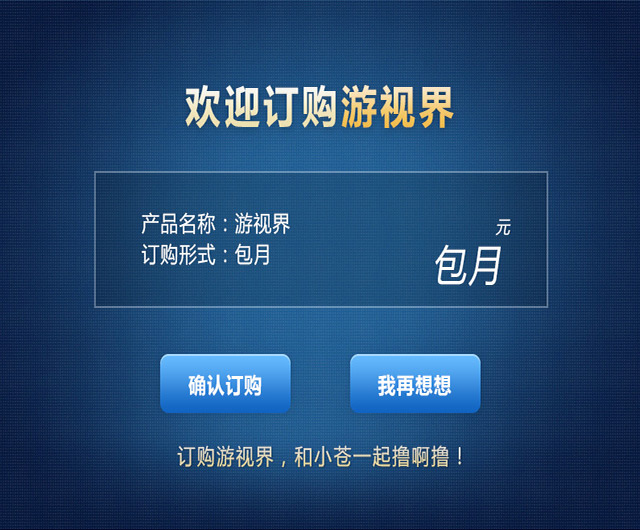 欢迎订购游视界
产品名称：游视界
订购形式：包月
元
包月
确认订购
我再想想
订购游视界，和小苍一起撸啊撸！